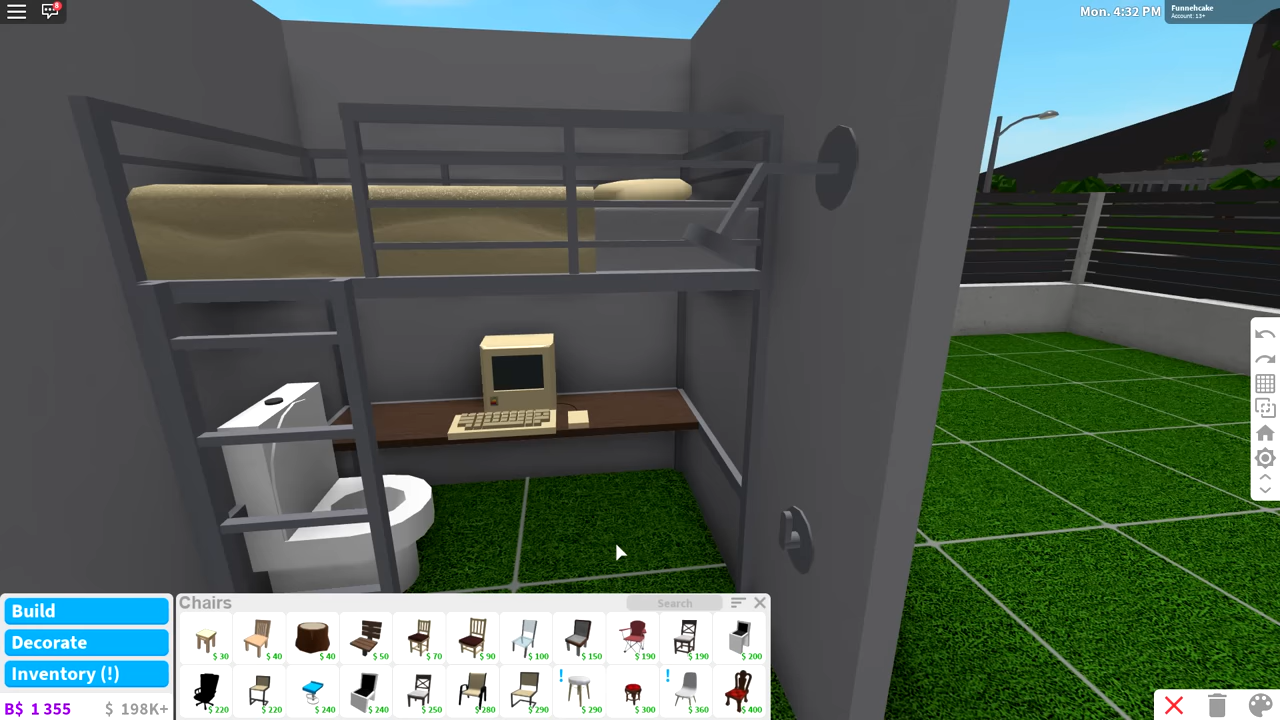 8
Mon. 4:32 PM
Funnehcake
Account: 13+
Build
Decorate
Inventory (!)
B$ 1 355
$ 198K+
Chairs
Search
$ 30
$ 40
$ 40
$ 50
$ 70
$ 90
$ 100
$ 150
$ 190
$ 190
$ 200
! !
$ 220
$ 220
$ 240
$ 240
$ 250
$ 280
$ 290
$ 290
$ 300
$ 360
$ 400